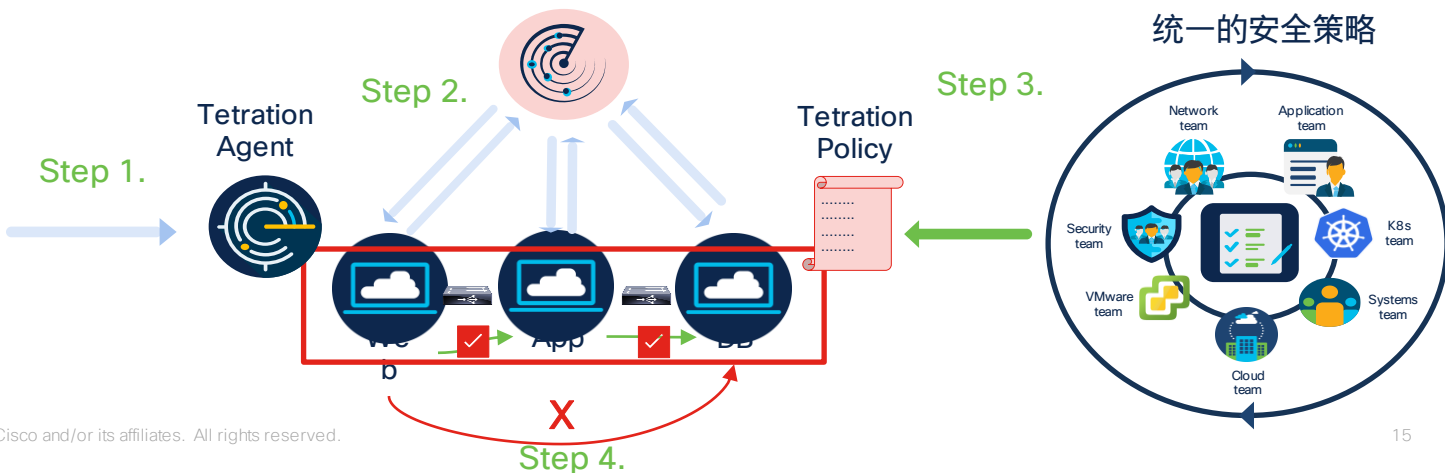 统一的安全策略
Step 2.
Step 3.
Tetration
Agent
Tetration
Policy
Step 1.
Network
team
Application
team
Security
team
K8s
team
VMware
team
Systems
team
Cloud
team
........
........
........
........
We
b
App
DB
X
Step 4.
Cisco and/or its affiliates. All rights reserved.
15